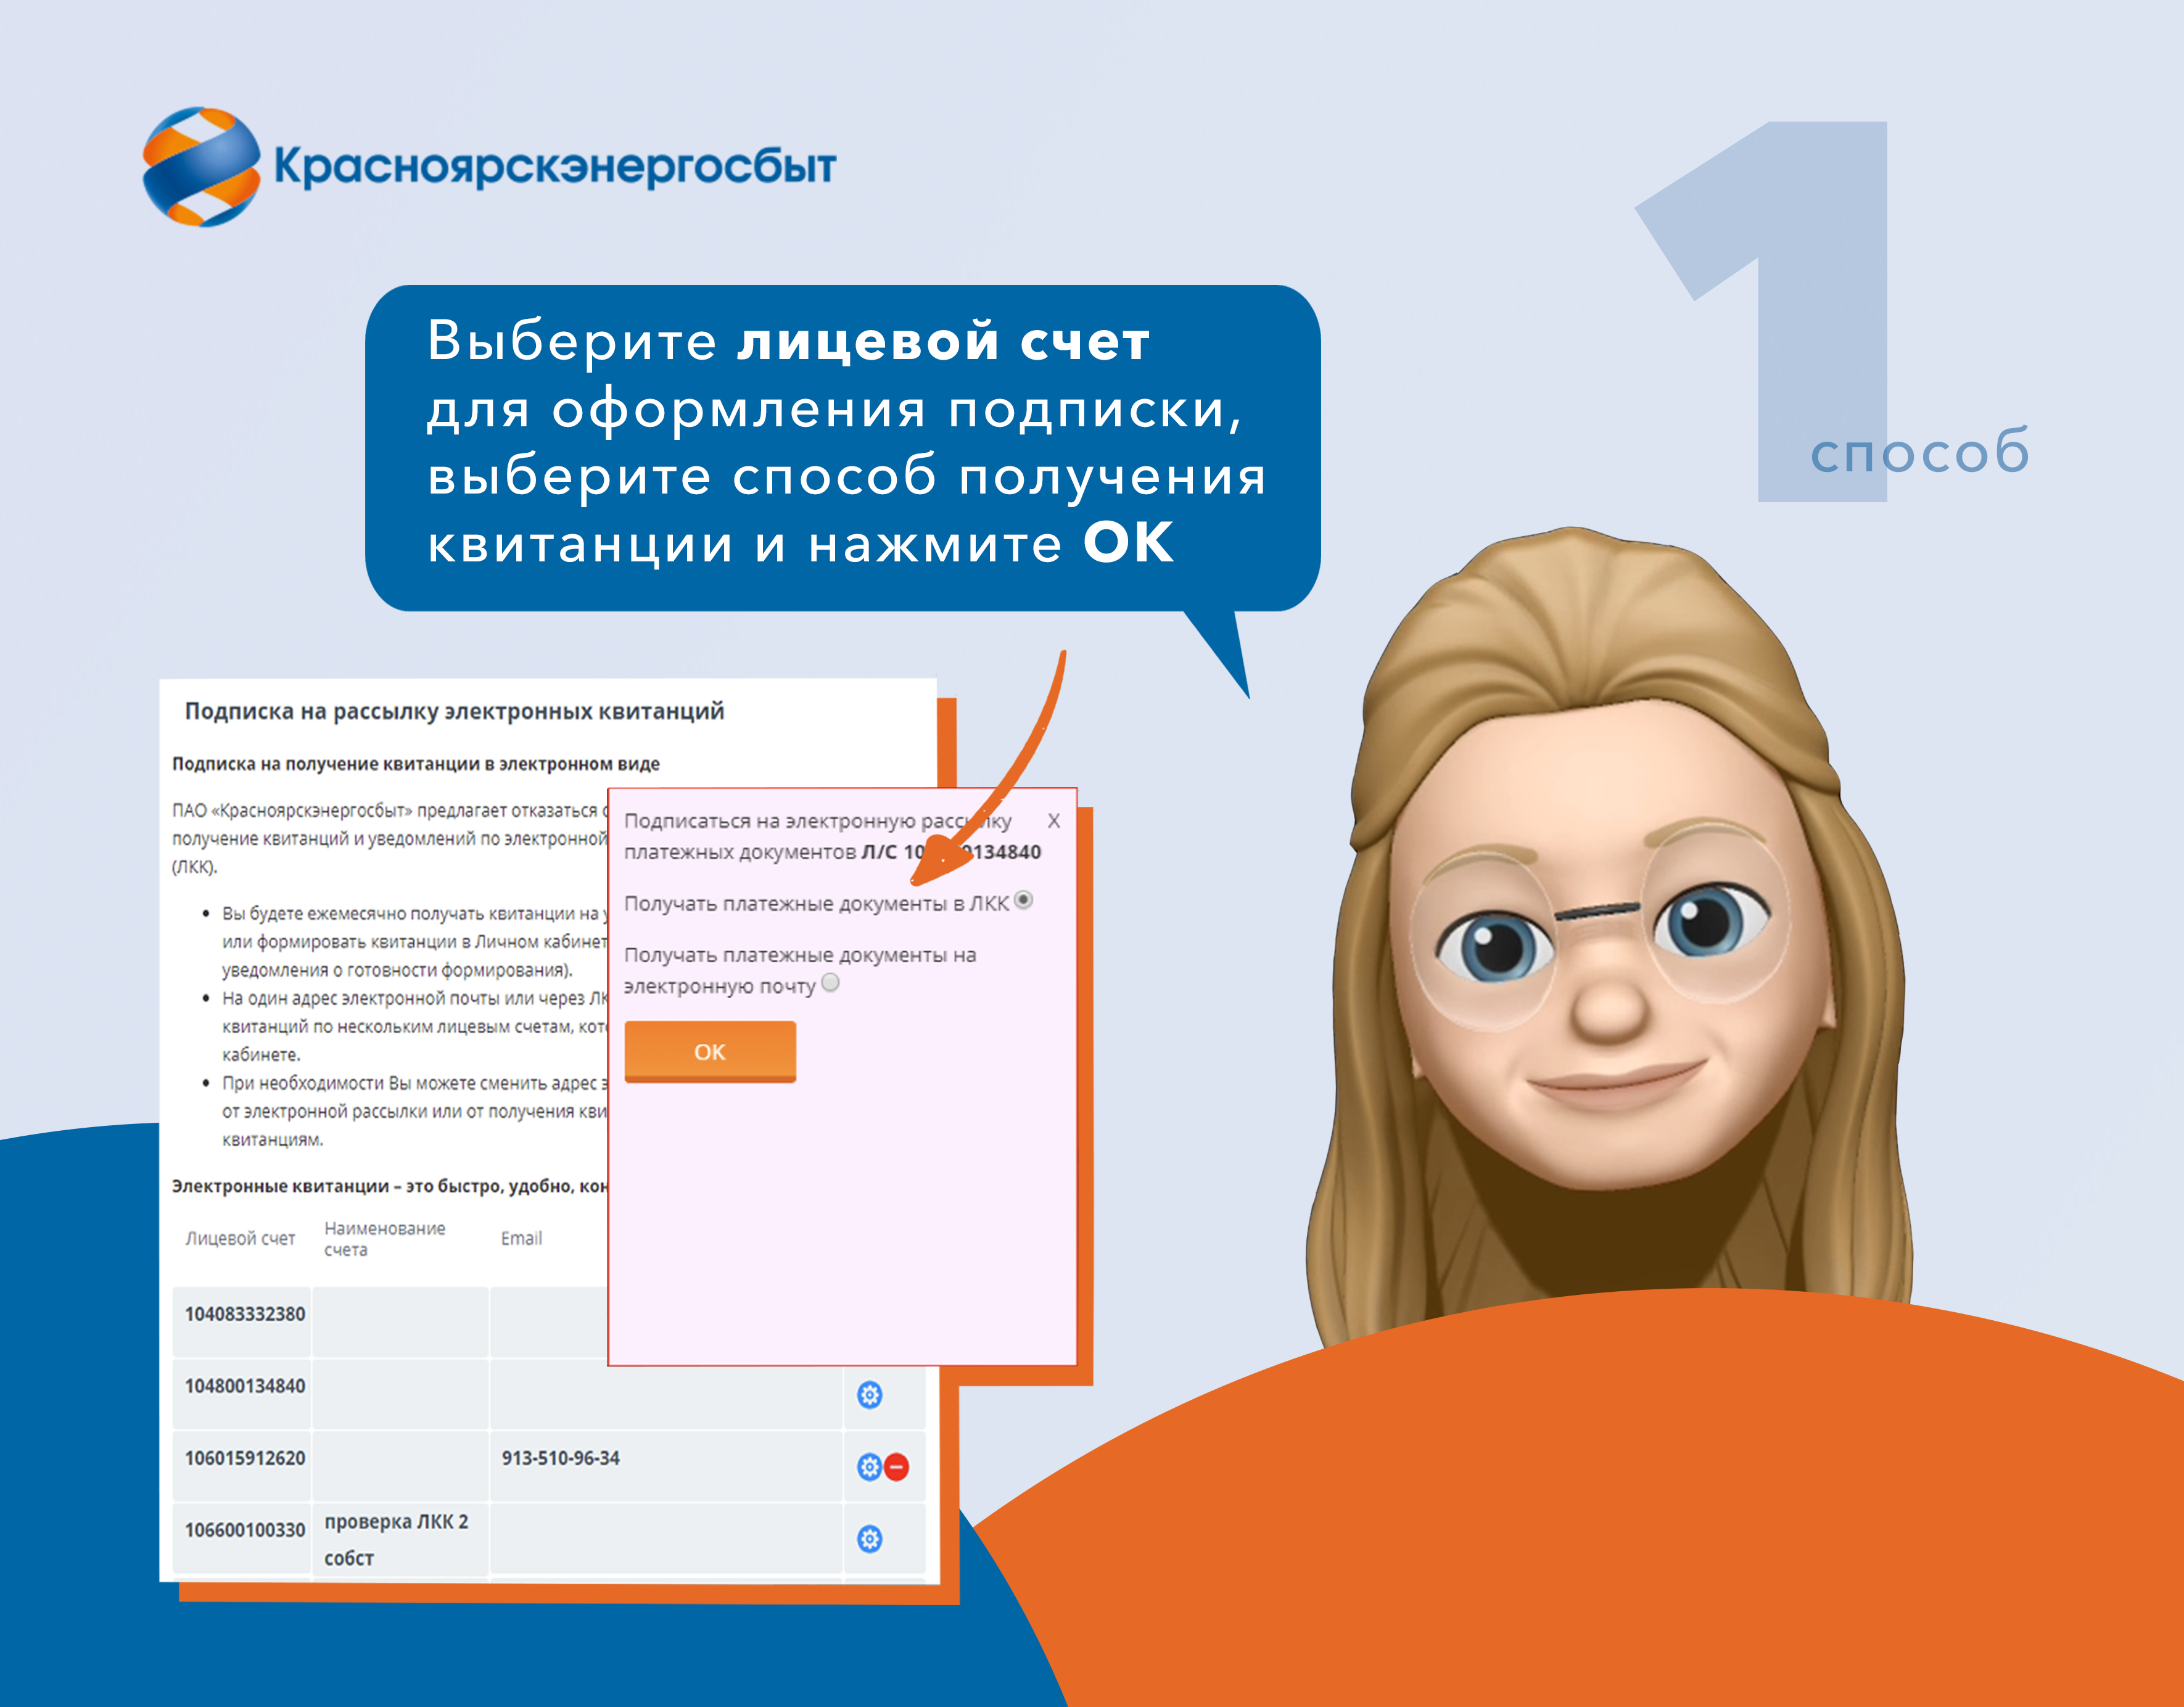 Красноярскэнергосбыт
1
способ
Выберите лицевой счет
для оформления подписки,
выберите способ получения
квитанции и нажмите ОК
Подписка на рассылку электронных квитанций
Подписка на получение квитанции в электронном виде
ПАО «Красноярскэнергосбыт» предлагает отказаться
получение квитанций и уведомлений по электронной
(ЛКК).
• Вы будете ежемесячно получать квитанции на
или формировать квитанции в Личном кабинет
уведомления о готовности формирования).
• На один адрес электронной почты или через
квитанций по нескольким лицевым счетам,
кабинете.
• При необходимости Вы можете сменить адрес
от электронной рассылки или от получения
квитанциям.
Электронные квитанции – это быстро, удобно,
Подписаться на электронную рассылку X
платежных документов Л/С 134840
Получать платежные документы в ЛКК
Получать платежные документы на
электронную почту
ОК
Лицевой счет Наименование счета Email
104083332380
104800134840
106015912620 913-510-96-34
106600100330 проверка ЛКК 2
собст